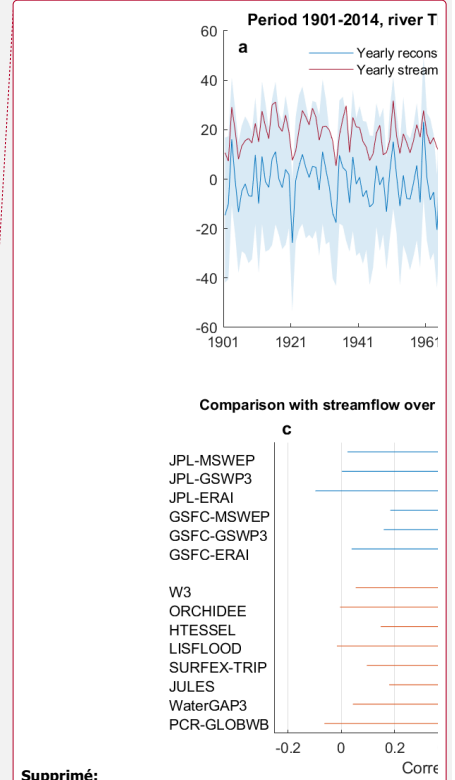 Period 1901-2014, river T
60
a
Yearly recons
Yearly stream
40
20
0
-20
-40
-60
1901 1921 1941 1961
Comparison with streamflow over
c
JPL-MSWEP
JPL-GSWP3
JPL-ERAI
GSFC-MSWEP
GSFC-GSWP3
GSFC-ERAI
W3
ORCHIDEE
HTESSEL
LISFLOOD
SURFEX-TRIP
JULES
WaterGAP3
PCR-GLOBWB
-0.2 0 0.2
Corre
Supprimé: